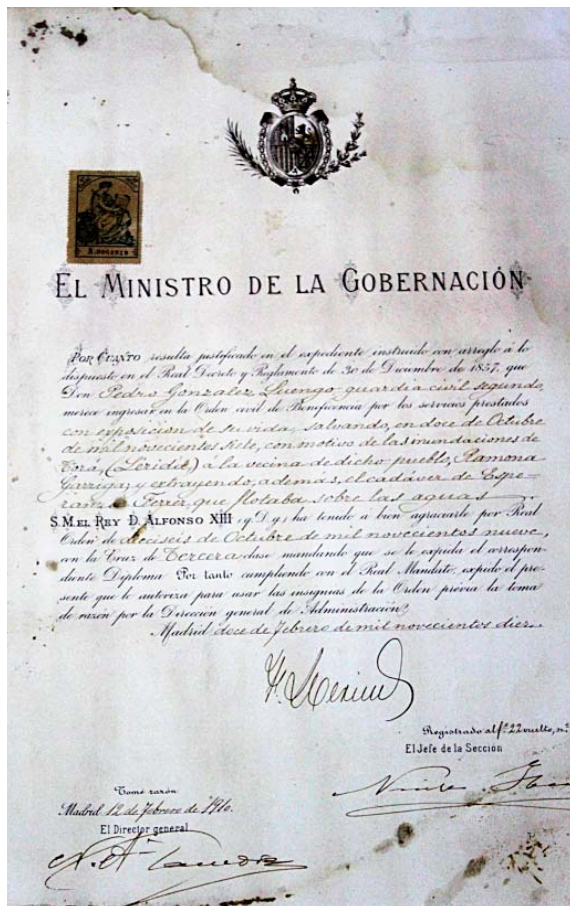 EL MINISTRO DE LA GOBERNACIÓN
POR CUANTO resulta justificado en el expediente instruido con arreglo á lo
dispuesto en el Real Decreto y Reglamento de 30 de Diciembre de 1857, que
Don Pedro Gonzalez Luengo, guardia civil segundo,
merece ingresar en la Orden civil de Beneficencia por los servicios prestados
con exposición de su vida, salvando, en doce de Octubre
de mil novecientos siete, con motivo de las inundaciones de
Torá, (Lérida) a la vecina de dicho pueblo, Ramona
Garriga, y extrayendo, ademas, el cadáver de Espe-
ranza Ferrer, que flotaba sobre las aguas
S.M. EL REY D. ALFONSO XIII (q. D. g.) ha tenido á bien agraciarle por Real
Orden de dieciseis de Octubre de mil novecientos nueve,
con la Cruz de Tercera clase mandando que se le expida el correspon-
diente Diploma. Por tanto cumpliendo con el Real Mandato, expido el pre-
sente que le autoriza para usar las insignias de la Orden previa la toma
de razón por la Dirección general de Administración.
Madrid doce de febrero de mil novecientos diez.
Registrado al fº 22 vuelto, nº
El Jefe de la Sección
Tomé razón
Madrid 12 de febrero de 1910.
El Director general